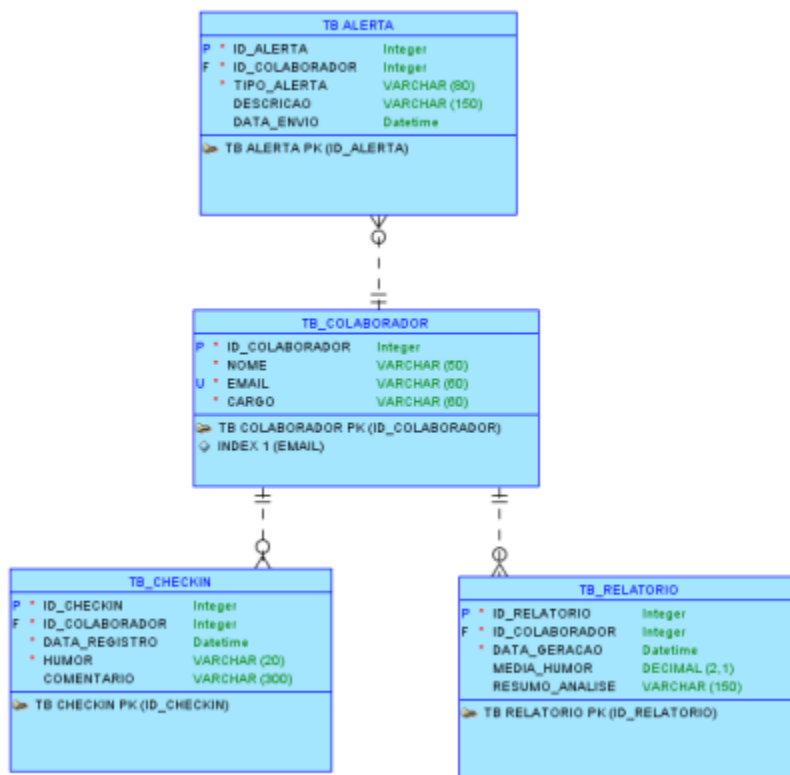 TB ALERTA
P * ID_ALERTA Integer
F * ID_COLABORADOR Integer
* TIPO_ALERTA VARCHAR (80)
DESCRICAO VARCHAR (150)
DATA_ENVIO Datetime
TB ALERTA PK (ID_ALERTA)
TB_COLABORADOR
P * ID_COLABORADOR Integer
* NOME VARCHAR (50)
U * EMAIL VARCHAR (60)
* CARGO VARCHAR (60)
TB COLABORADOR PK (ID_COLABORADOR)
INDEX 1 (EMAIL)
TB_CHECKIN
P * ID_CHECKIN Integer
F * ID_COLABORADOR Integer
* DATA_REGISTRO Datetime
* HUMOR VARCHAR (20)
COMENTARIO VARCHAR (300)
TB CHECKIN PK (ID_CHECKIN)
TB_RELATORIO
P * ID_RELATORIO Integer
F * ID_COLABORADOR Integer
* DATA_GERACAO Datetime
MEDIA_HUMOR DECIMAL (2,1)
RESUMO_ANALISE VARCHAR (150)
TB RELATORIO PK (ID_RELATORIO)